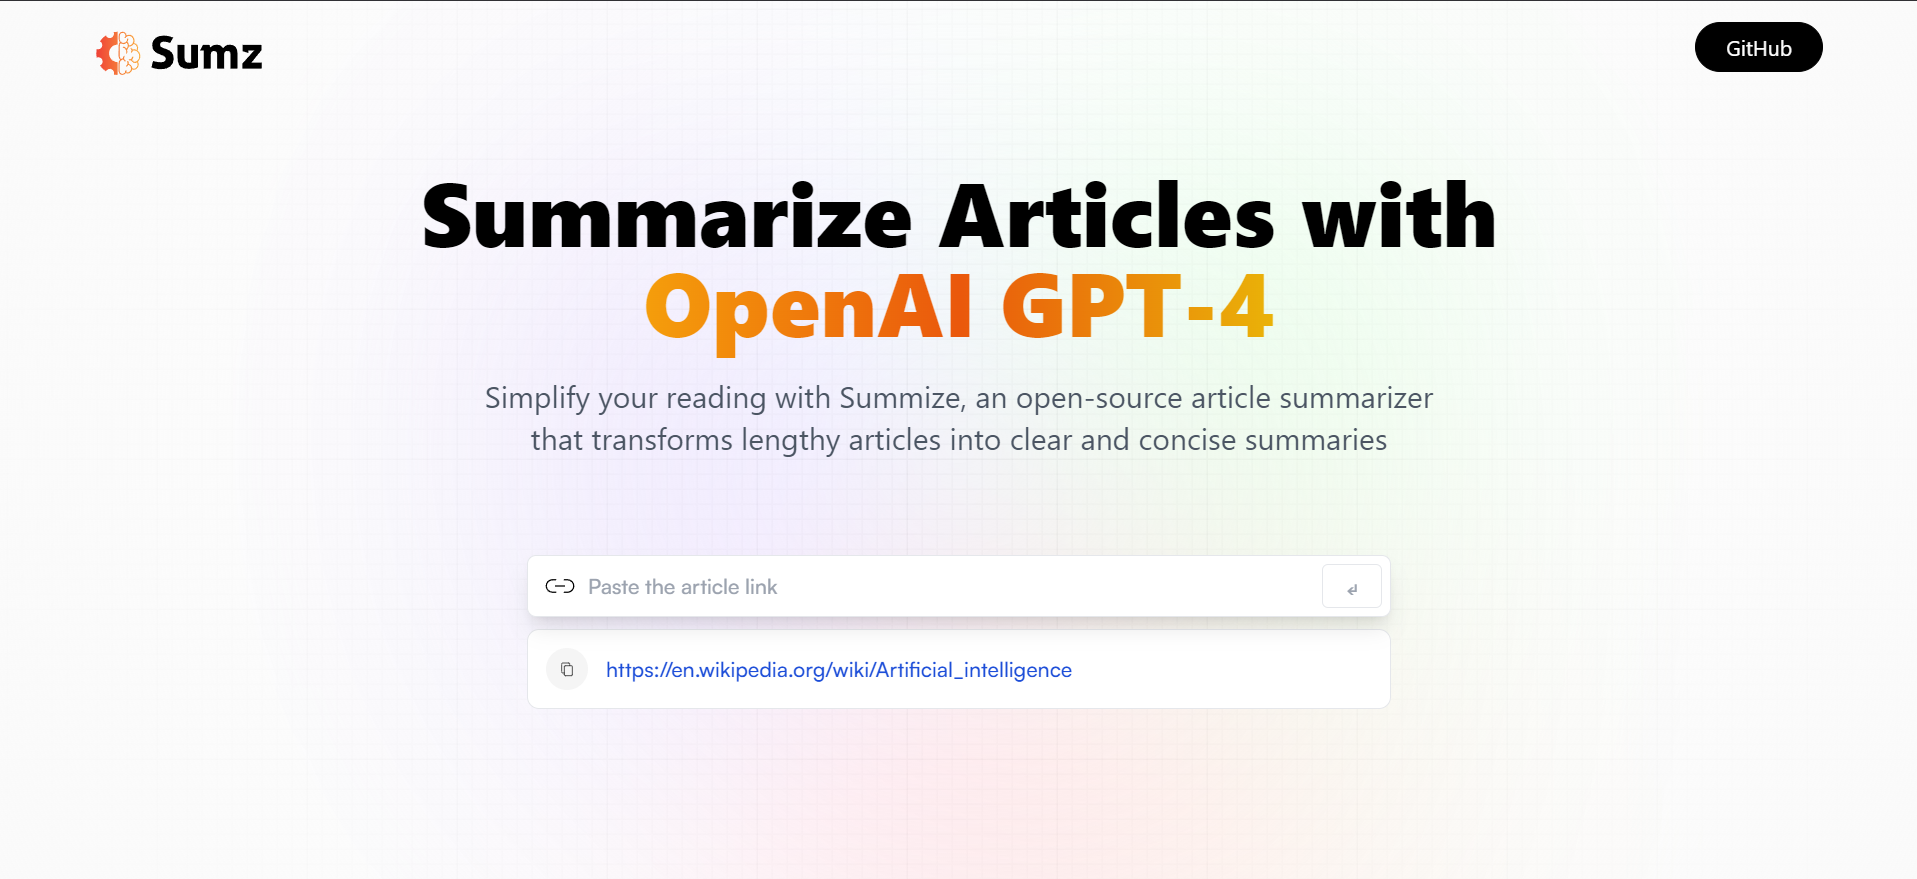 Sumz
GitHub
Summarize Articles with
OpenAI GPT-4
Simplify your reading with Summize, an open-source article summarizer
that transforms lengthy articles into clear and concise summaries
Paste the article link
↲
https://en.wikipedia.org/wiki/Artificial_intelligence